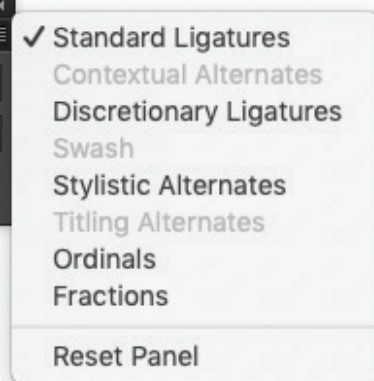 Standard Ligatures
Contextual Alternates
Discretionary Ligatures
Swash
Stylistic Alternates
Titling Alternates
Ordinals
Fractions
Reset Panel